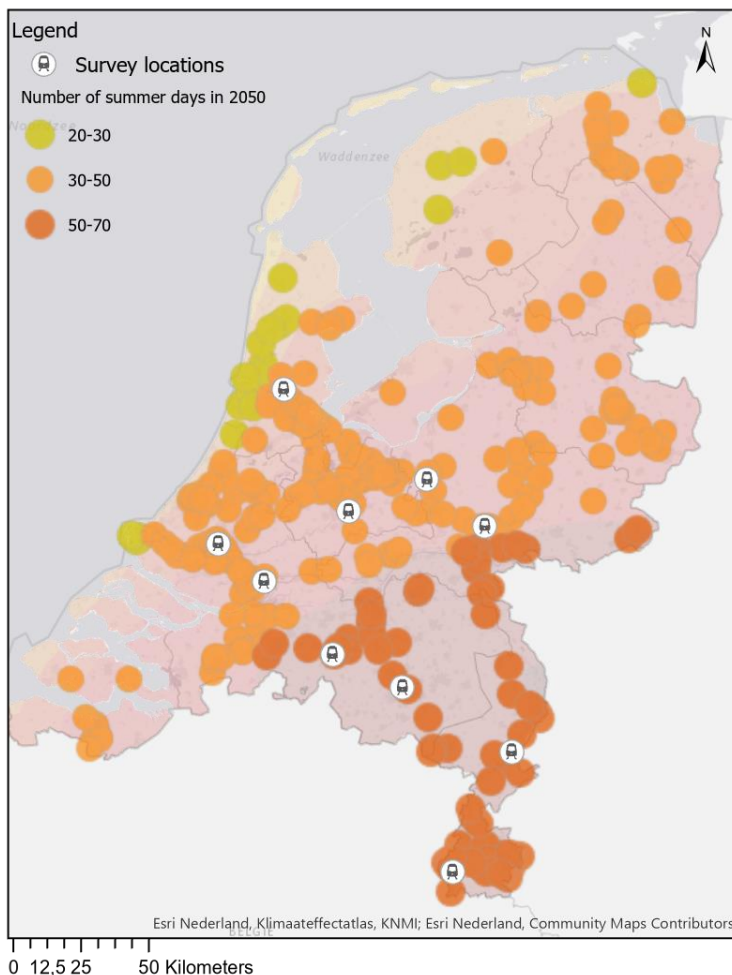 Legend
Survey locations
Number of summer days in 2050
20-30
30-50
50-70
N
Noordzee
Waddenzee
Esri Nederland, Klimaateffectatlas, KNMI; Esri Nederland, Community Maps Contributors
BELGIË
0 12,5 25 50 Kilometers